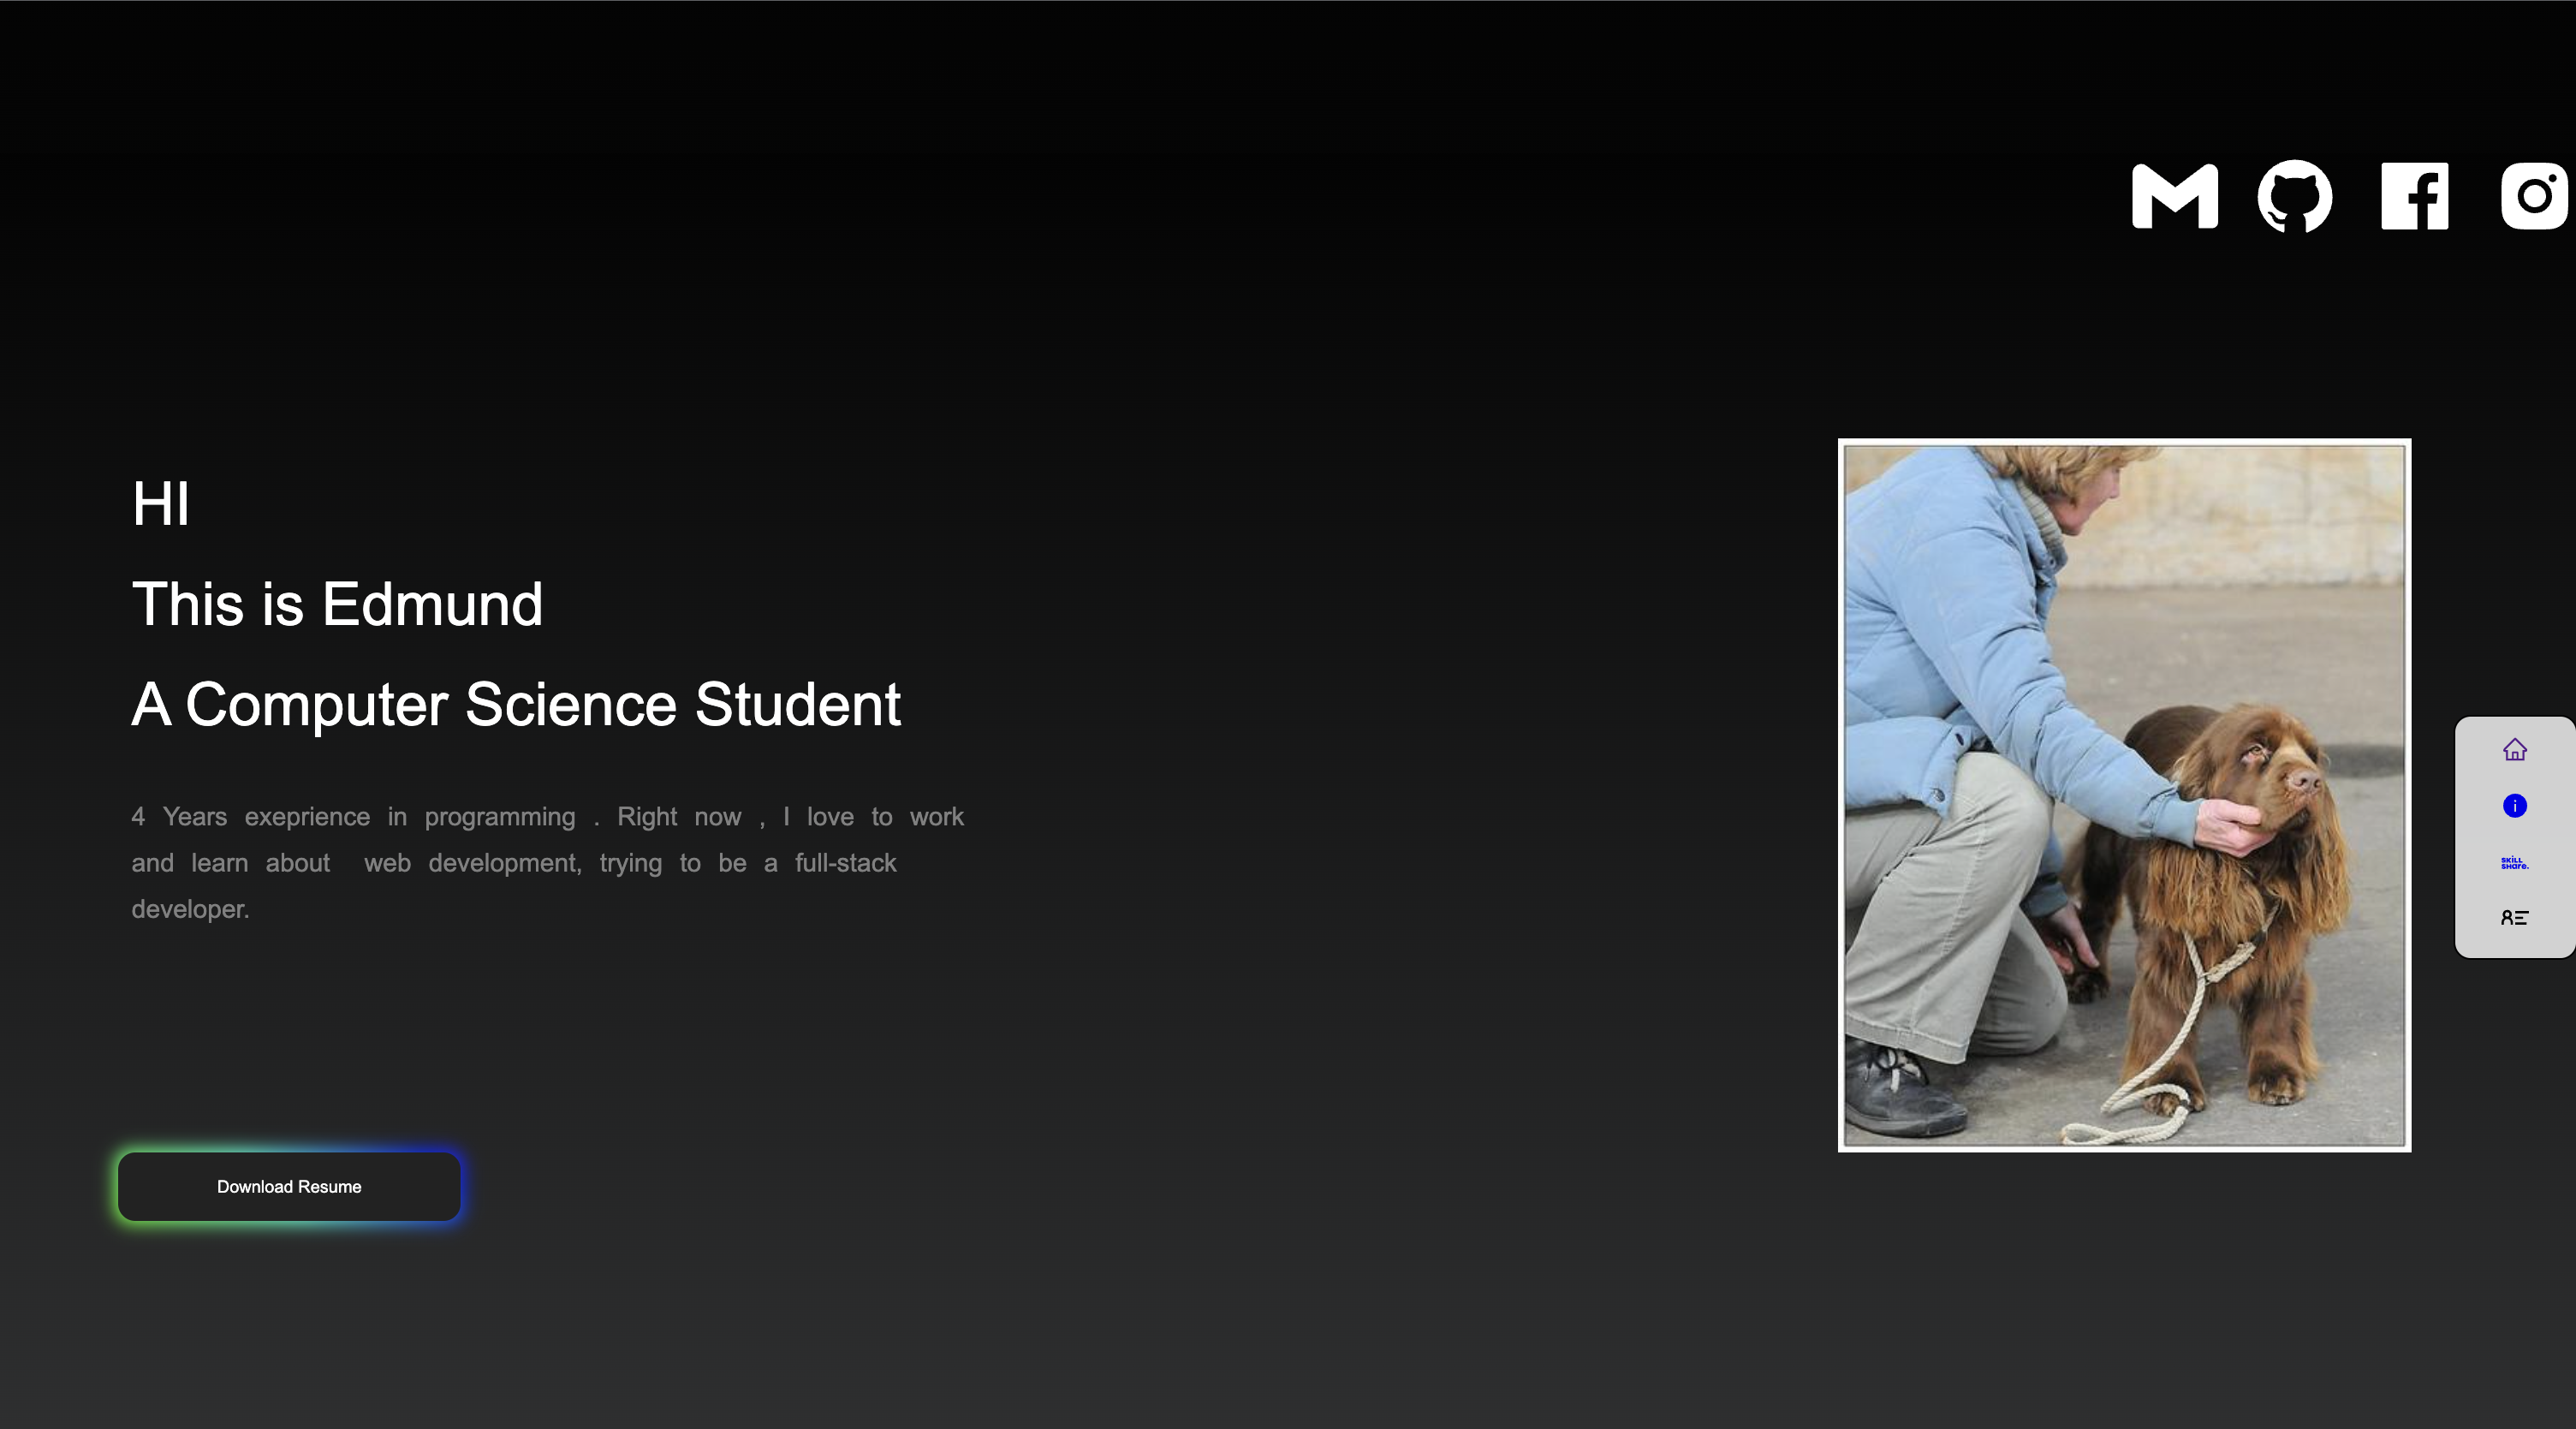 HI
This is Edmund
A Computer Science Student
4 Years exeprience in programming . Right now , I love to work
and learn about web development, trying to be a full-stack
developer.
SKILL
SHare.
Download Resume